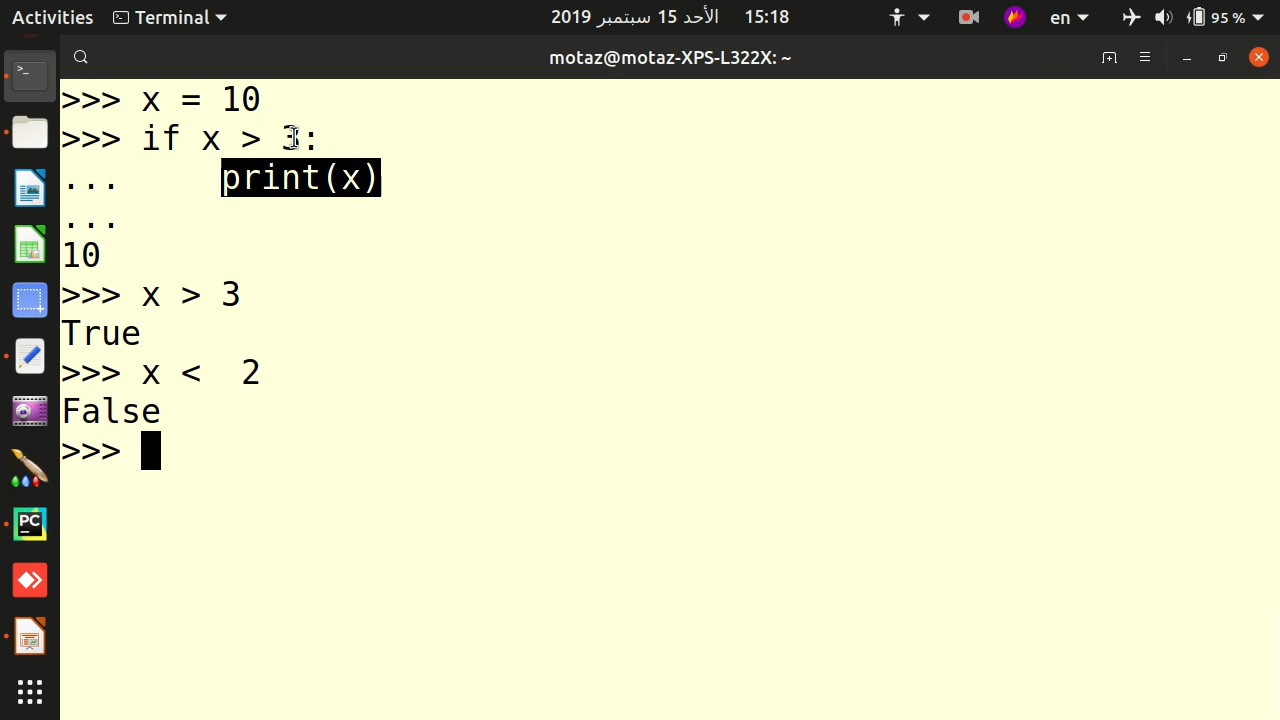 Activities Terminal 2019 الأحد 15 سبتمبر 15:18 en 95 %
motaz@motaz-XPS-L322X: ~
>>> x = 10
>>> if x > 3:
...     print(x)
...
10
>>> x > 3
True
>>> x <  2
False
>>>
PC